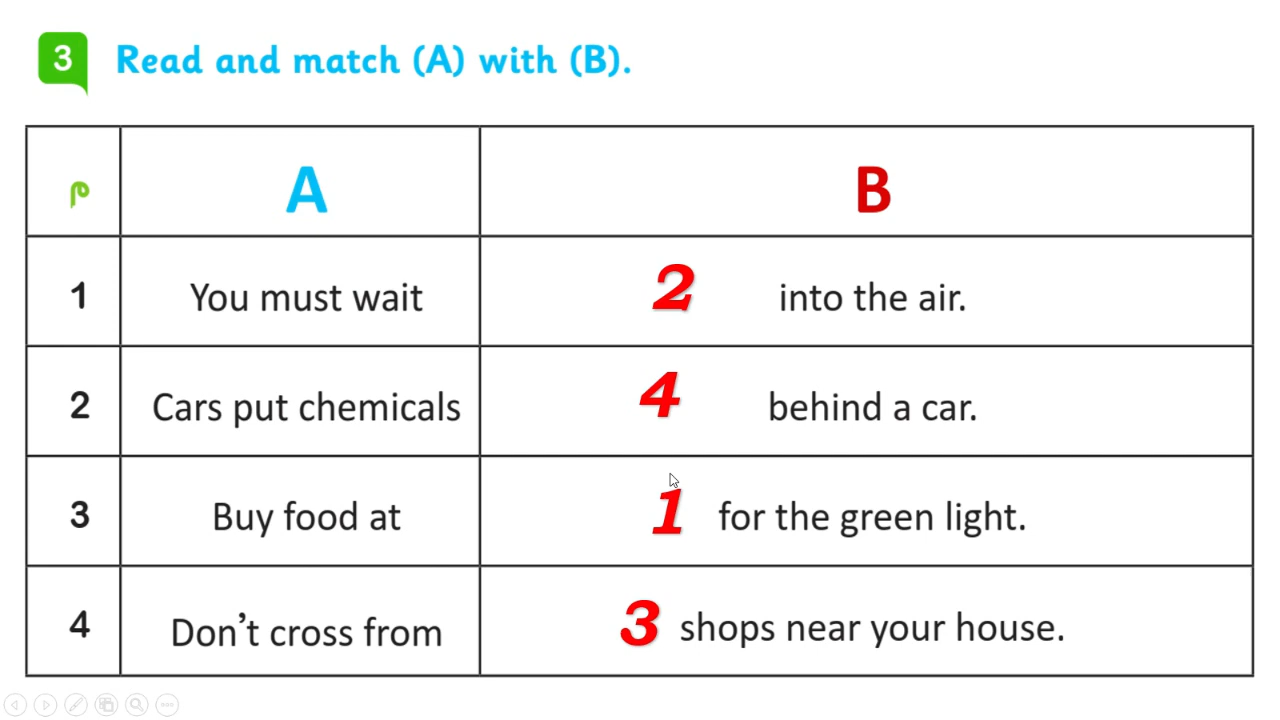 3 Read and match (A) with (B).
م A B
1 You must wait 2 into the air.
2 Cars put chemicals 4 behind a car.
3 Buy food at 1 for the green light.
4 Don’t cross from 3 shops near your house.